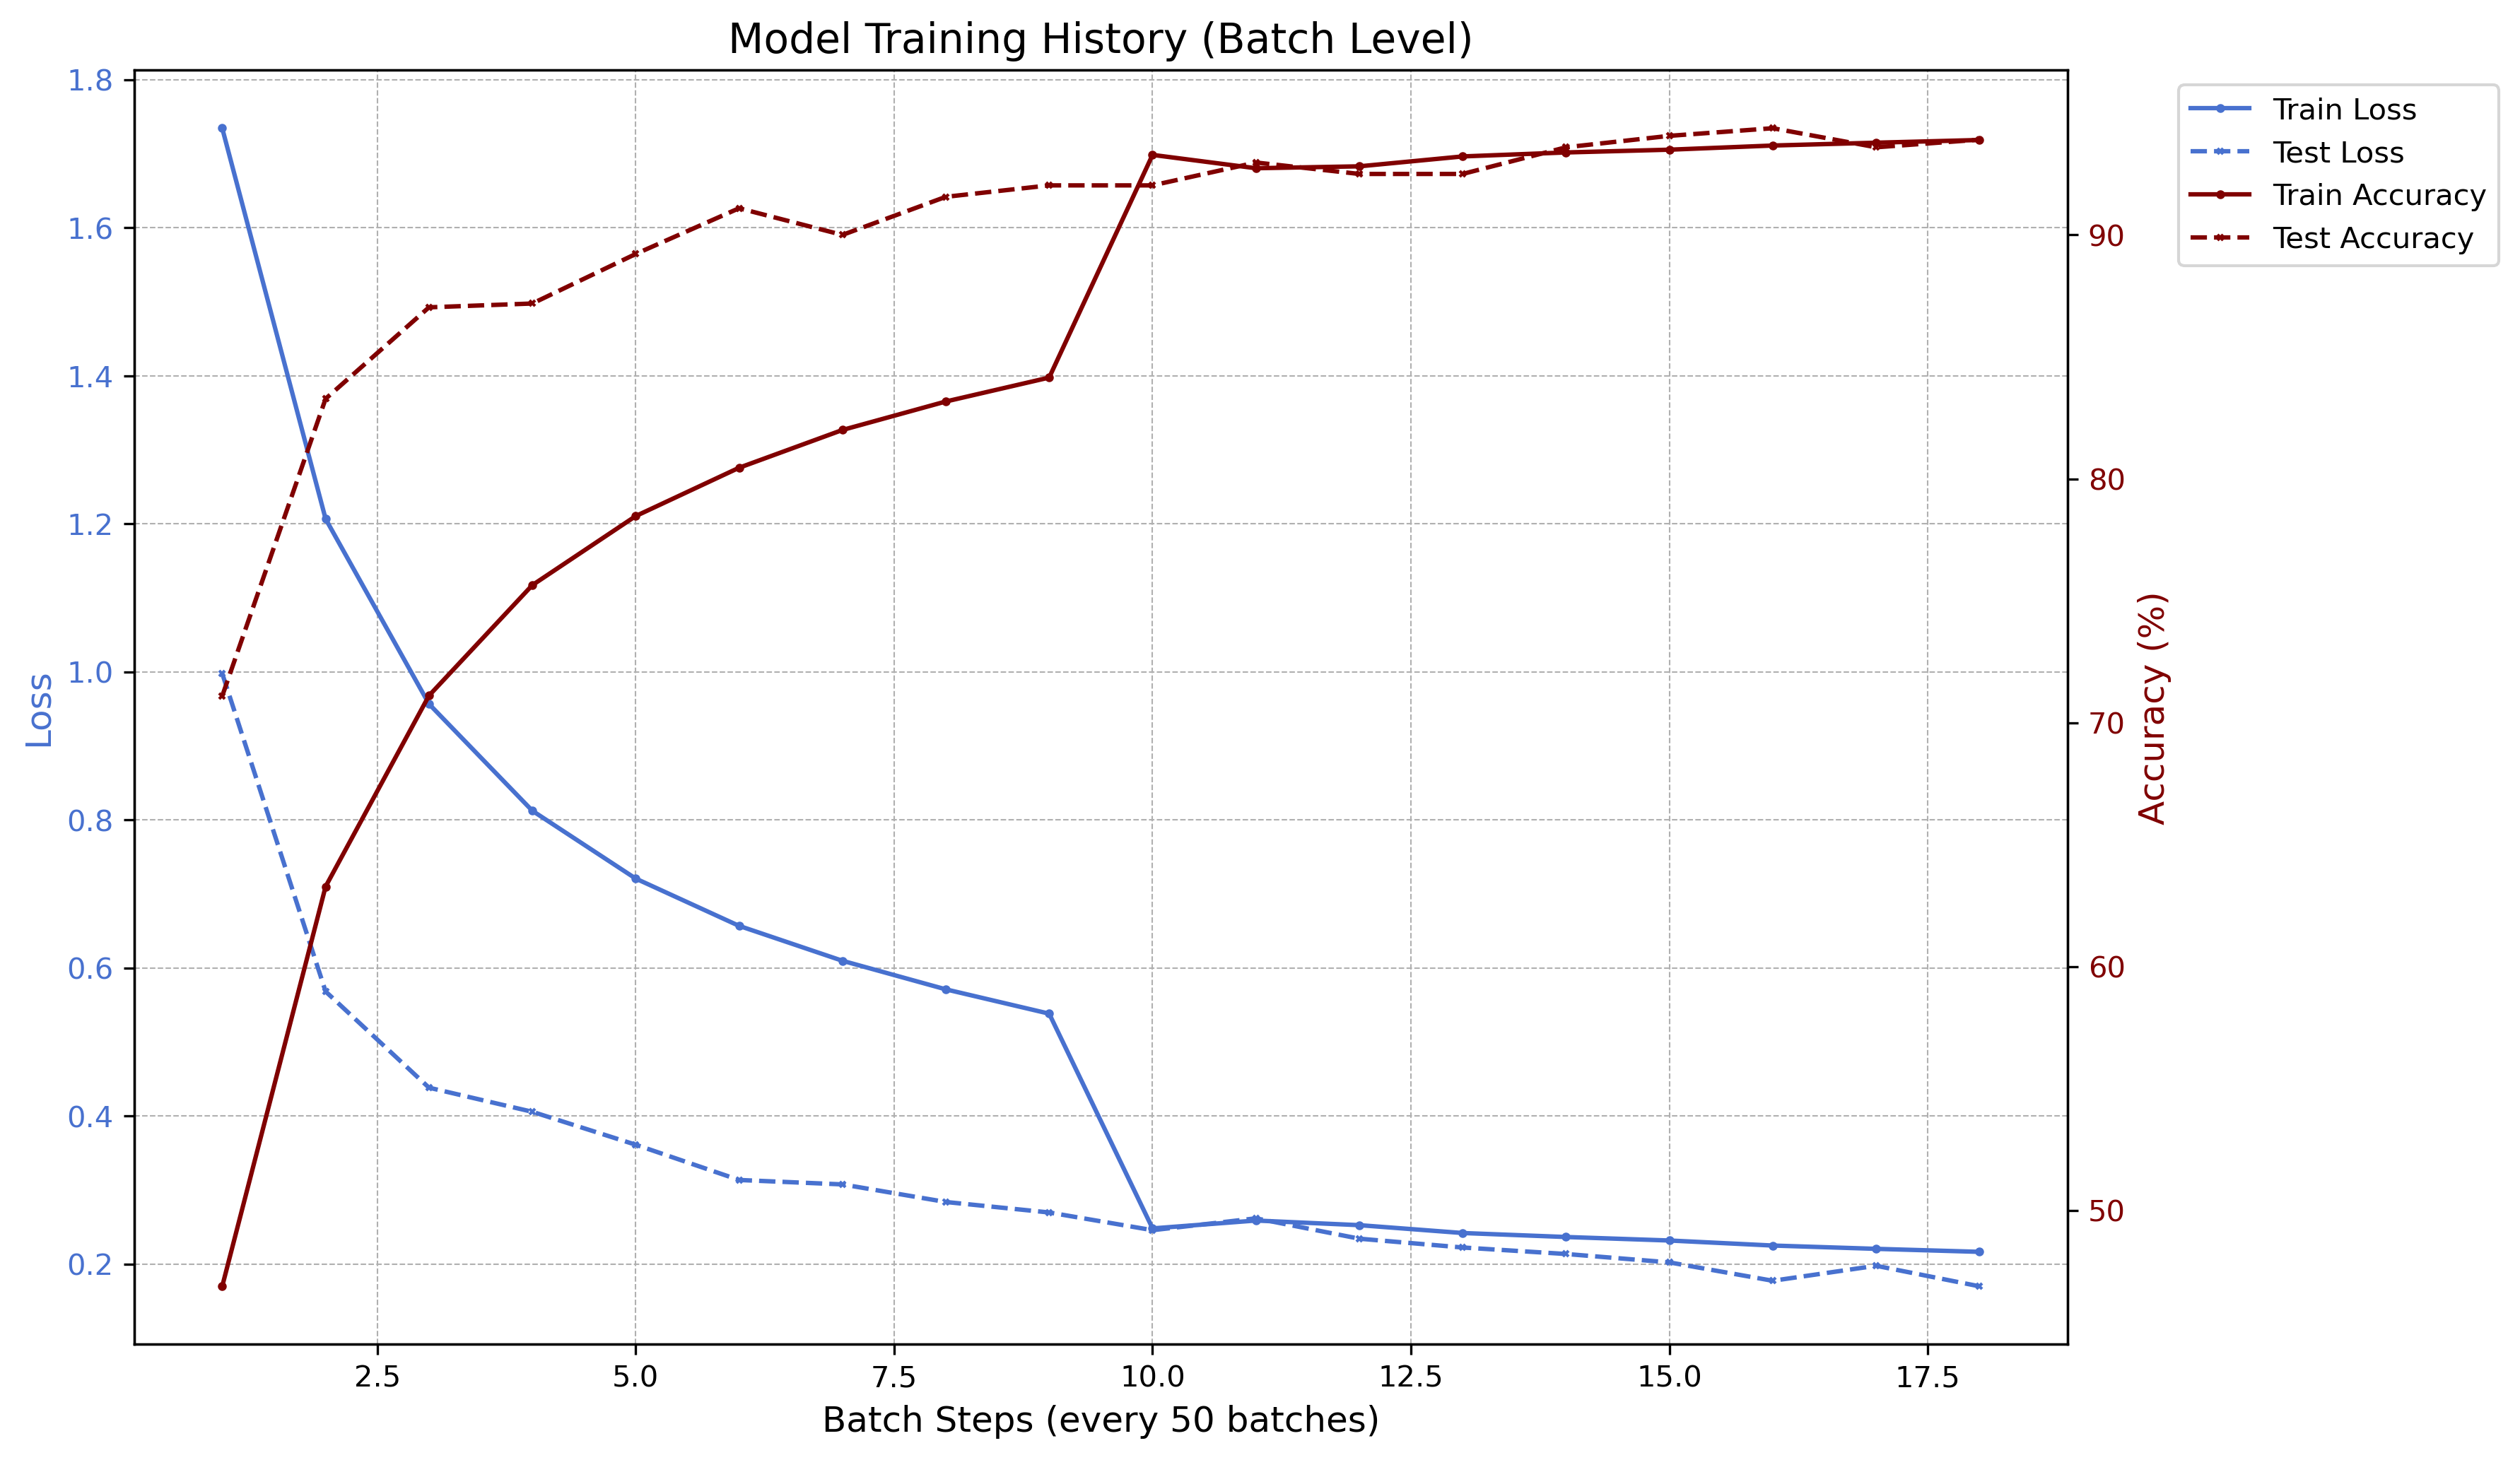 Model Training History (Batch Level)
1.8
1.6
1.4
1.2
1.0
0.8
0.6
0.4
0.2
Loss
2.5 5.0 7.5 10.0 12.5 15.0 17.5
Batch Steps (every 50 batches)
90
80
70
60
50
Accuracy (%)
Train Loss
Test Loss
Train Accuracy
Test Accuracy